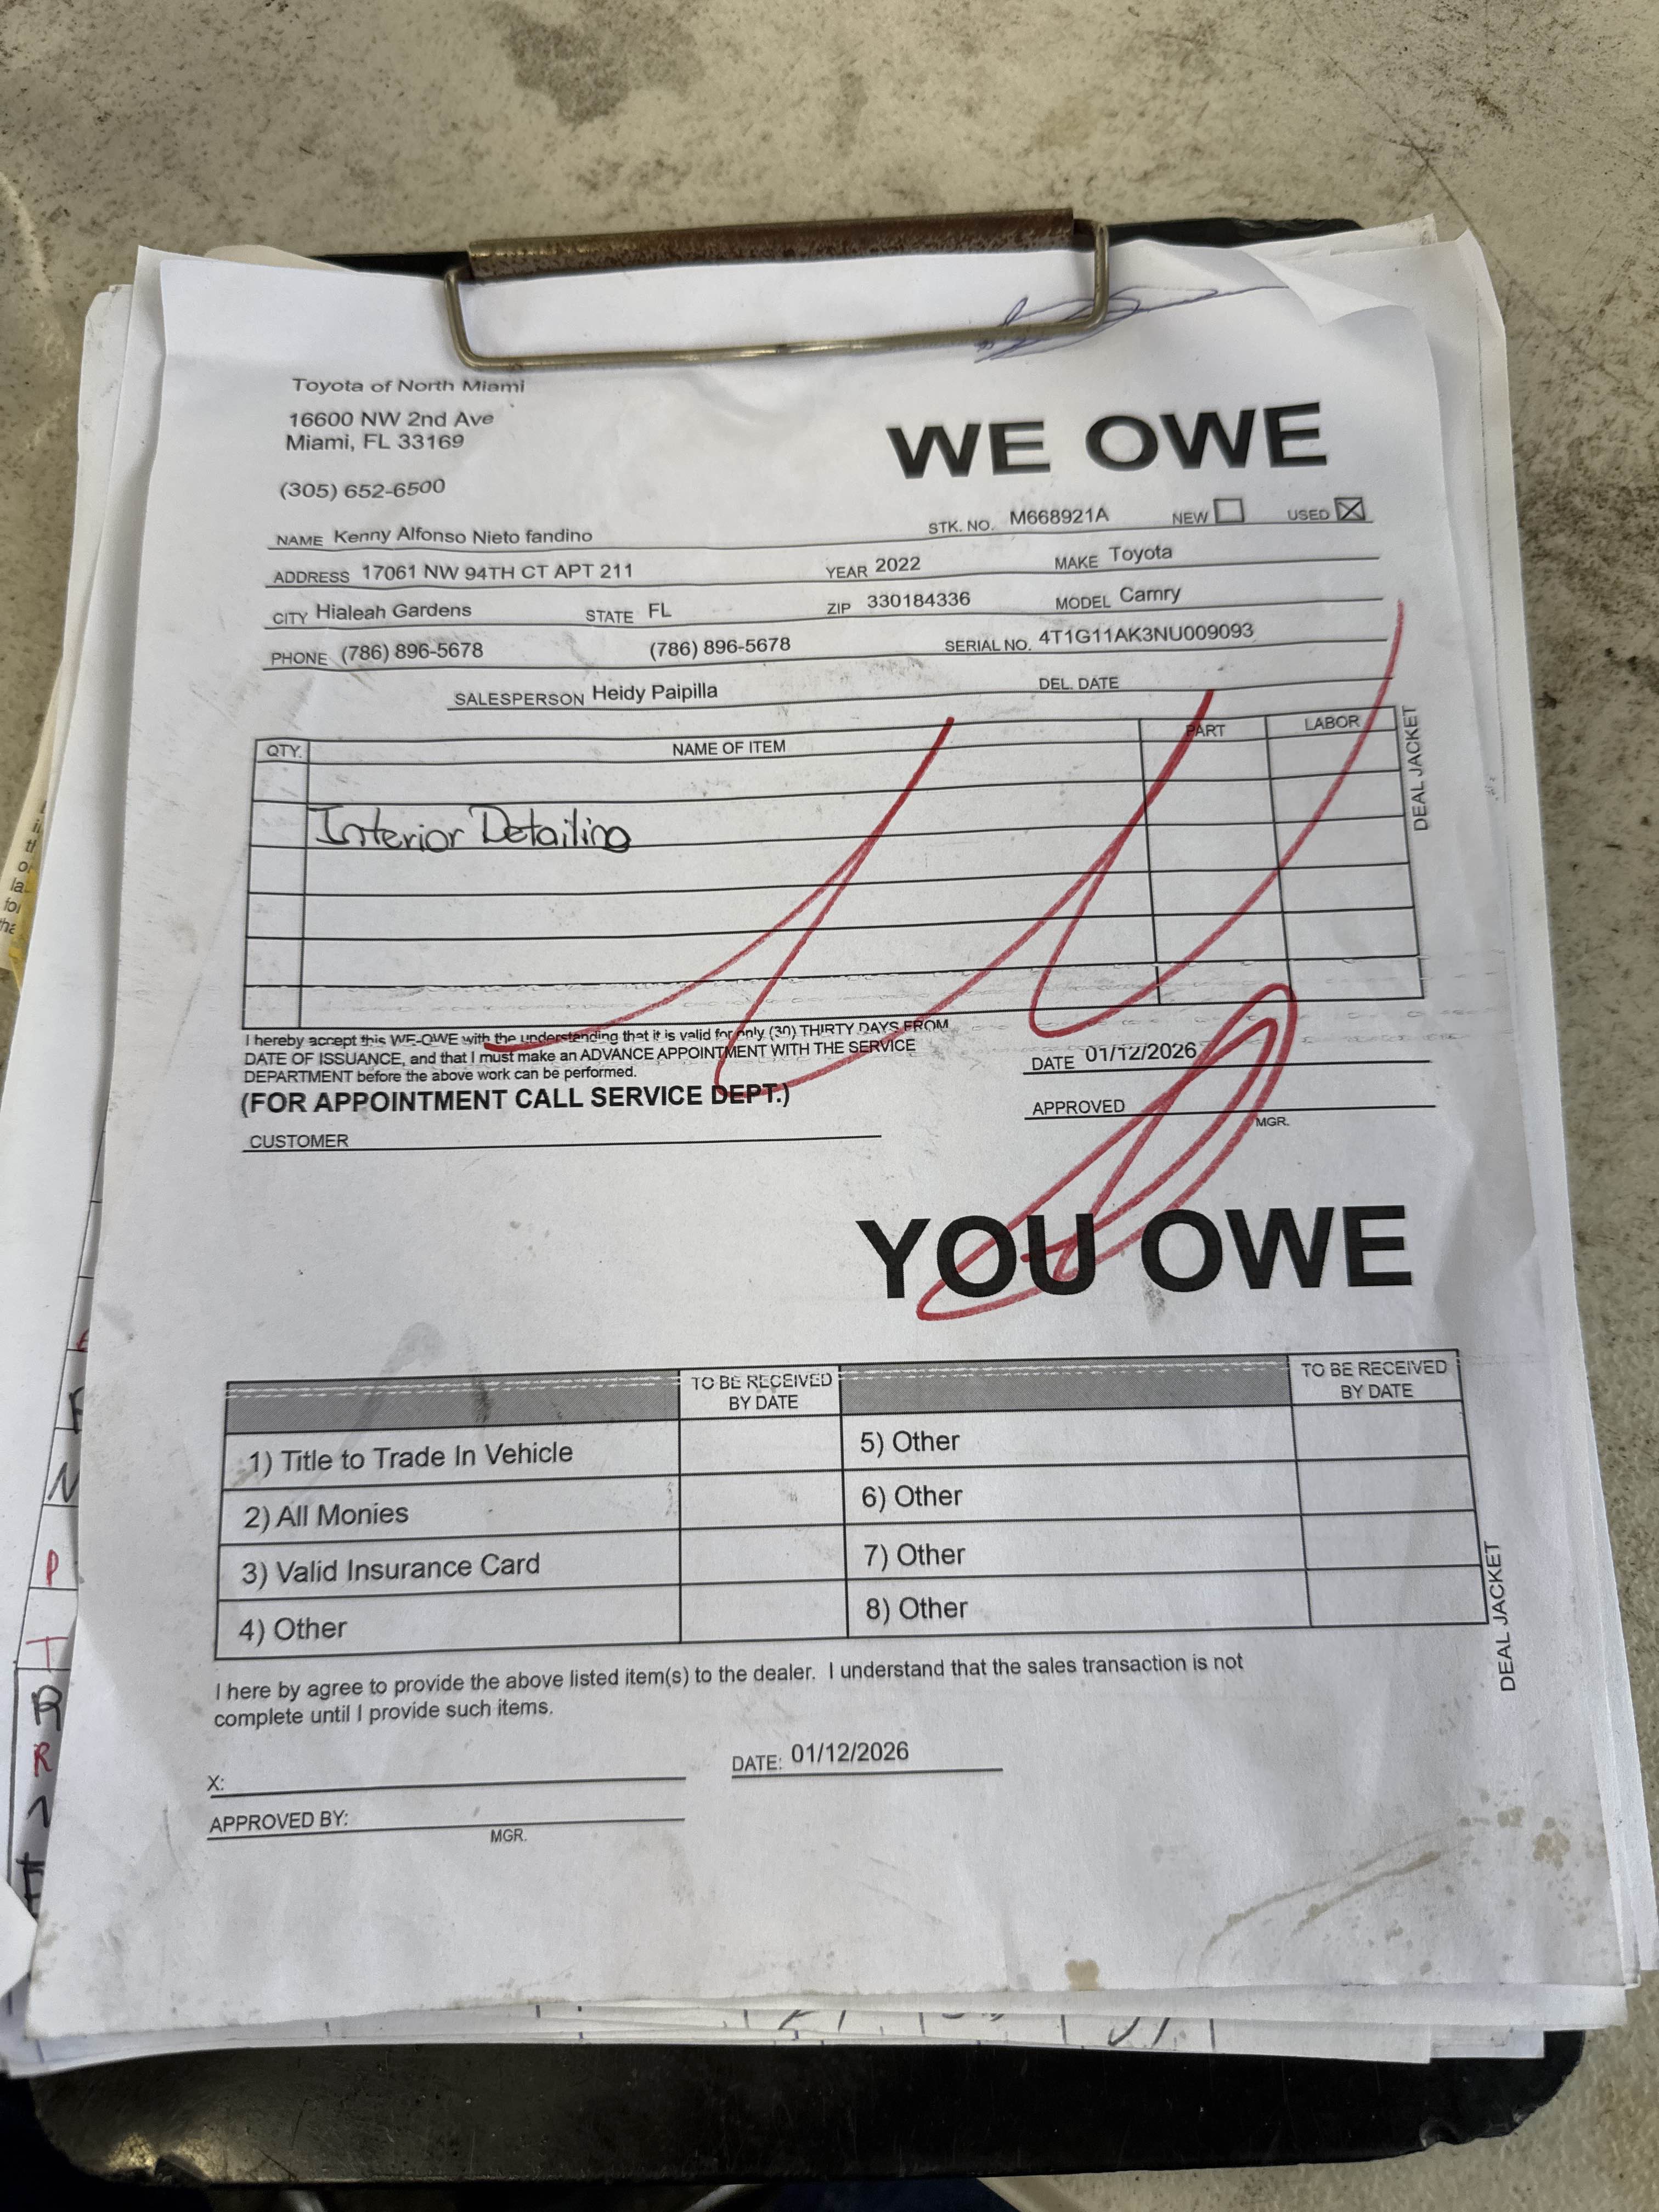 Toyota of North Miami
16600 NW 2nd Ave
Miami, FL 33169
(305) 652-6500
WE OWE
NAME Kenny Alfonso Nieto fandino STK. NO. M668921A NEW USED
ADDRESS 17061 NW 94TH CT APT 211 YEAR 2022 MAKE Toyota
CITY Hialeah Gardens STATE FL ZIP 330184336 MODEL Camry
PHONE (786) 896-5678 (786) 896-5678 SERIAL NO. 4T1G11AK3NU009093
SALESPERSON Heidy Paipilla DEL. DATE
QTY. NAME OF ITEM PART LABOR
Interior Detailing
DEAL JACKET
I hereby accept this WE-OWE with the understanding that it is valid for only (30) THIRTY DAYS FROM
DATE OF ISSUANCE, and that I must make an ADVANCE APPOINTMENT WITH THE SERVICE
DEPARTMENT before the above work can be performed.
(FOR APPOINTMENT CALL SERVICE DEPT.)
DATE 01/12/2026
APPROVED
MGR.
CUSTOMER
YOU OWE
TO BE RECEIVED BY DATE TO BE RECEIVED BY DATE
1) Title to Trade In Vehicle 5) Other
2) All Monies 6) Other
3) Valid Insurance Card 7) Other
4) Other 8) Other
DEAL JACKET
I here by agree to provide the above listed item(s) to the dealer. I understand that the sales transaction is not
complete until I provide such items.
X: DATE: 01/12/2026
APPROVED BY:
MGR.